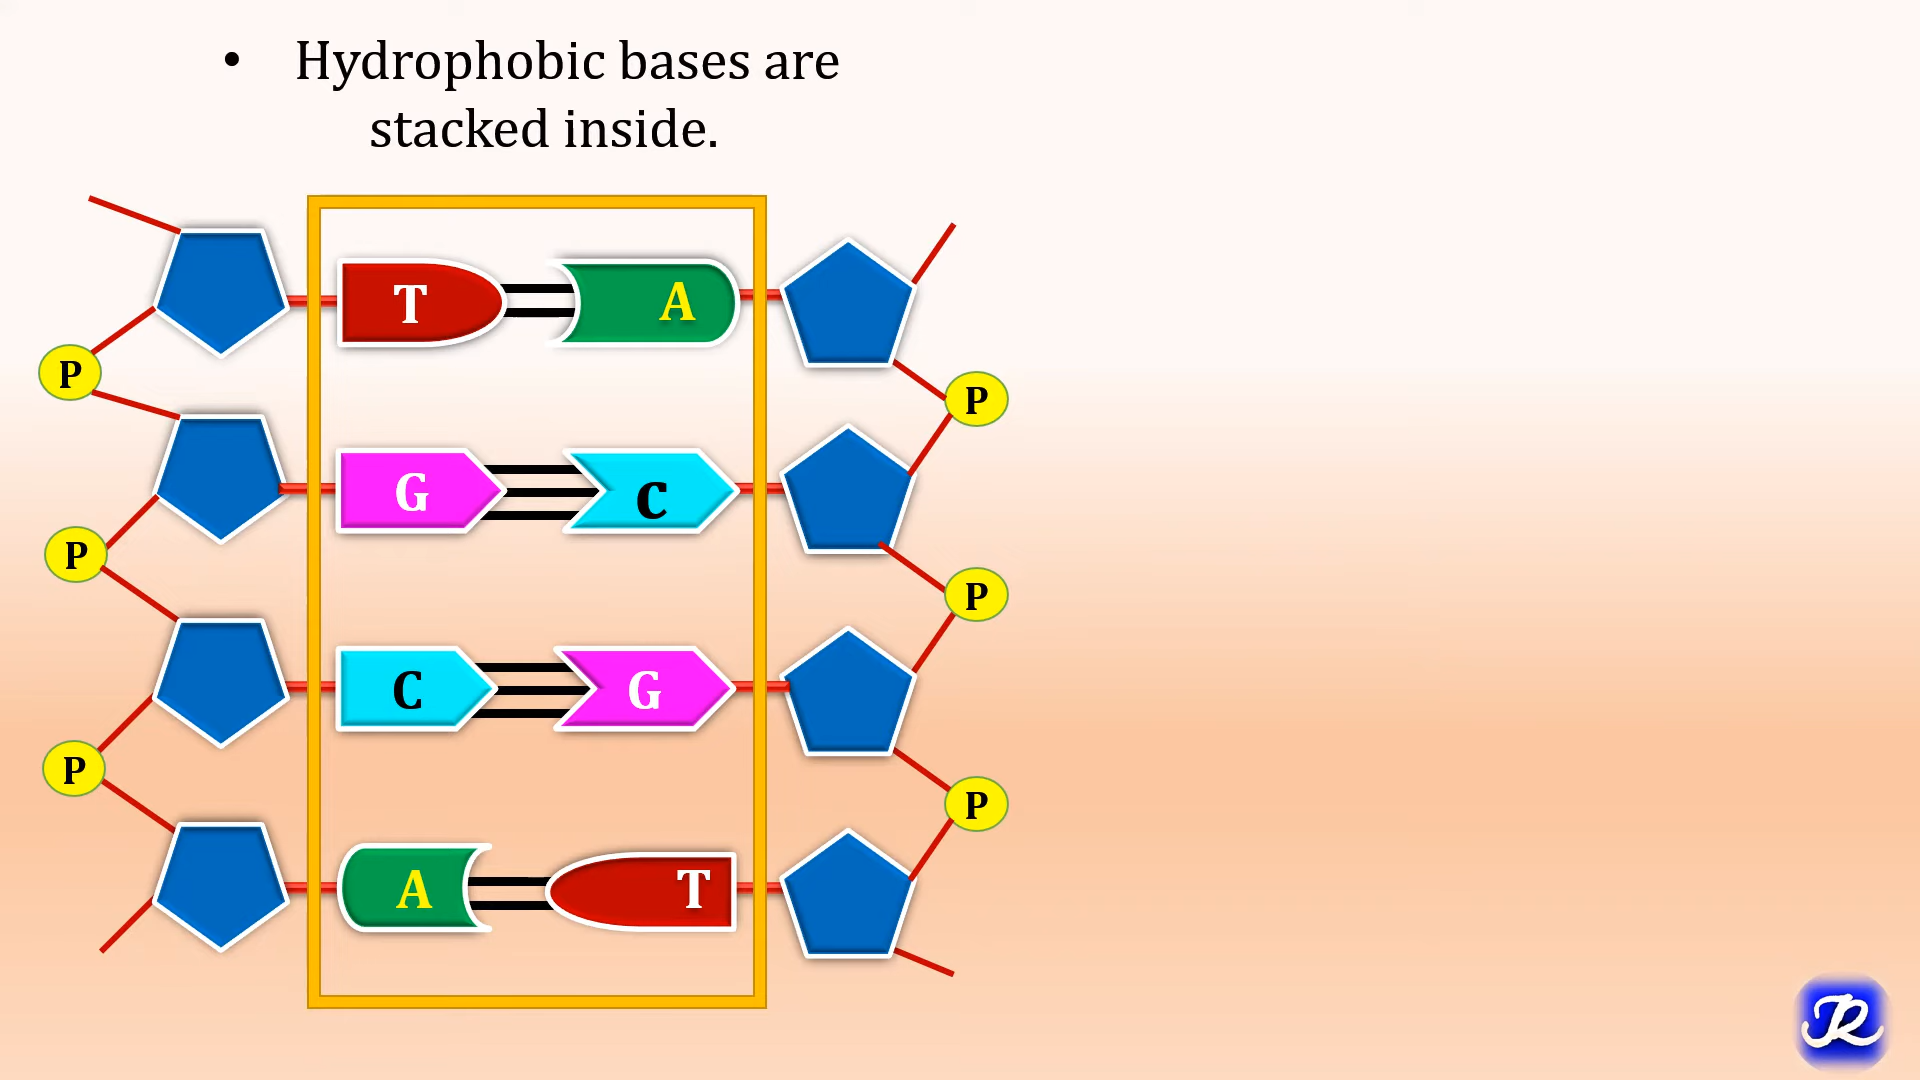 • Hydrophobic bases are
stacked inside.
T A
P
P
G C
P
P
C G
P
P
A T
R